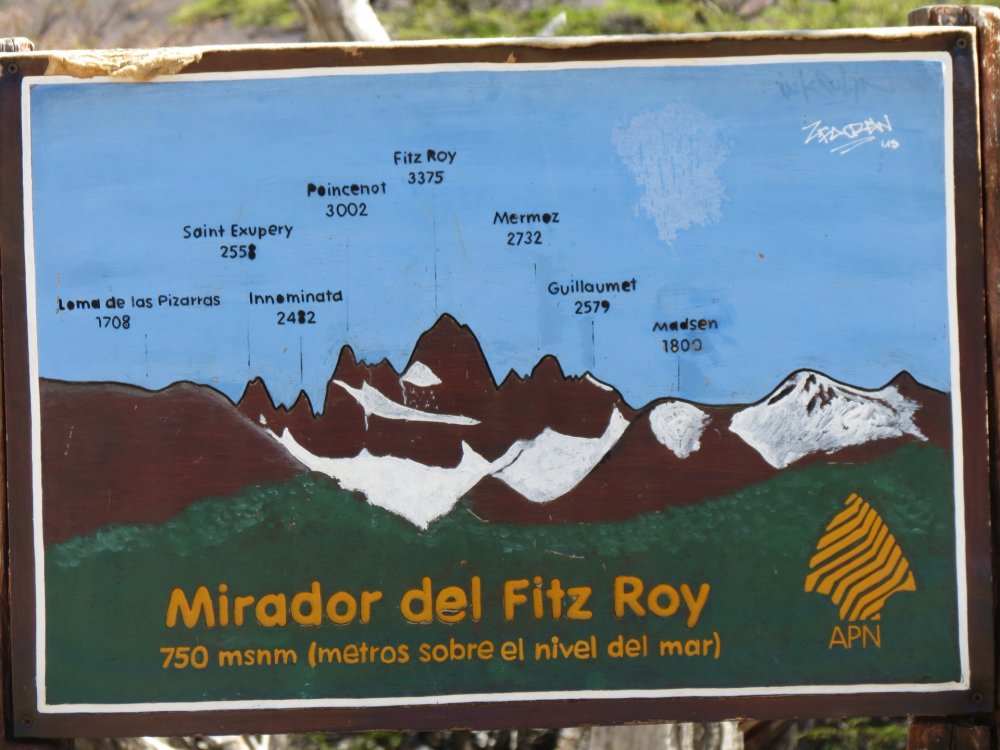 Fitz Roy
3375
Poincenot
3002
Saint Exupery
2558
Mermoz
2732
Loma de las Pizarras
1708
Innominata
2482
Guillaumet
2579
Madsen
1800
Mirador del Fitz Roy
750 msnm (metros sobre el nivel del mar)
APN